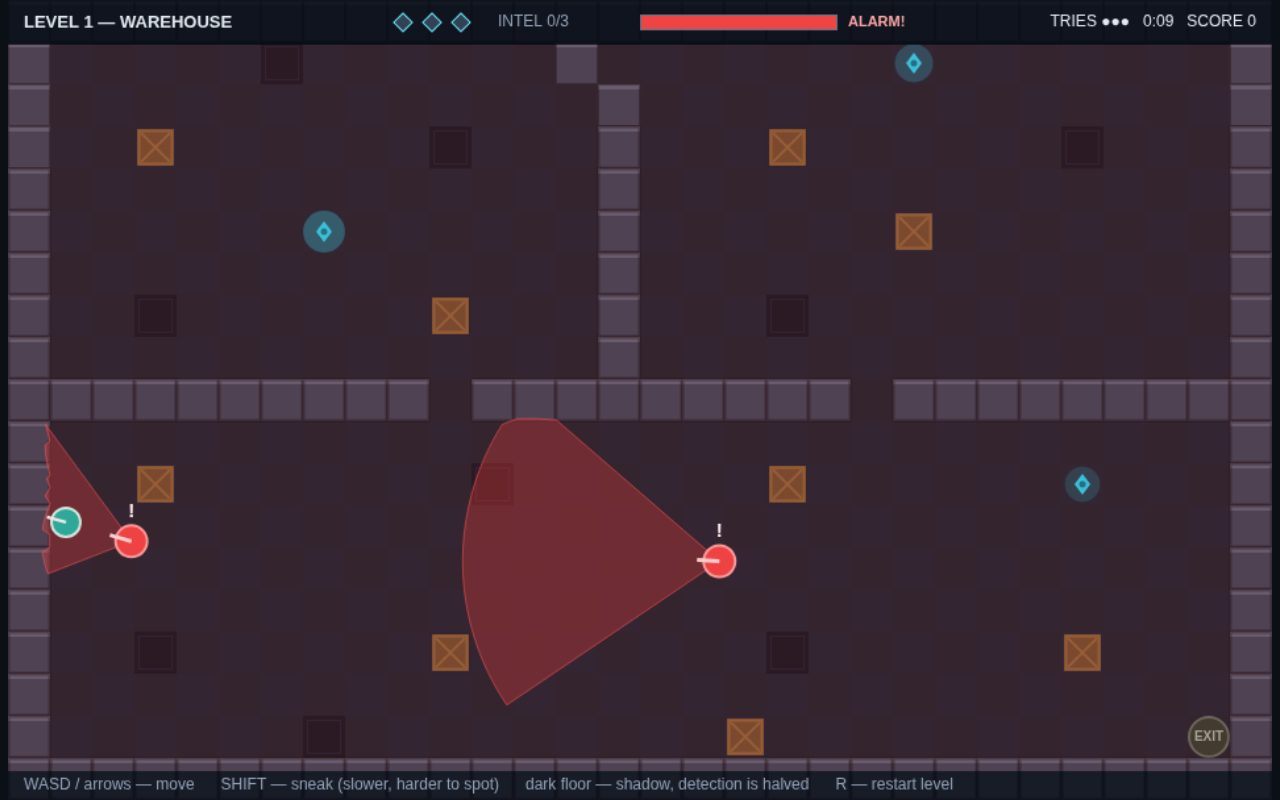 LEVEL 1 — WAREHOUSE INTEL 0/3 ALARM! TRIES ●●● 0:09 SCORE 0
!
!
EXIT
WASD / arrows — move SHIFT — sneak (slower, harder to spot) dark floor — shadow, detection is halved R — restart level